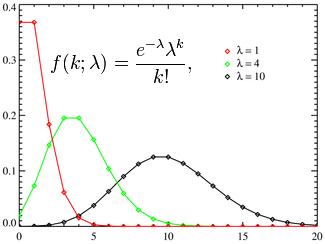 0.4
f(k; λ) = e^{-λ}λ^k / k!,
λ = 1
λ = 4
λ = 10
0.3
0.2
0.1
0.0
0 5 10 15 20